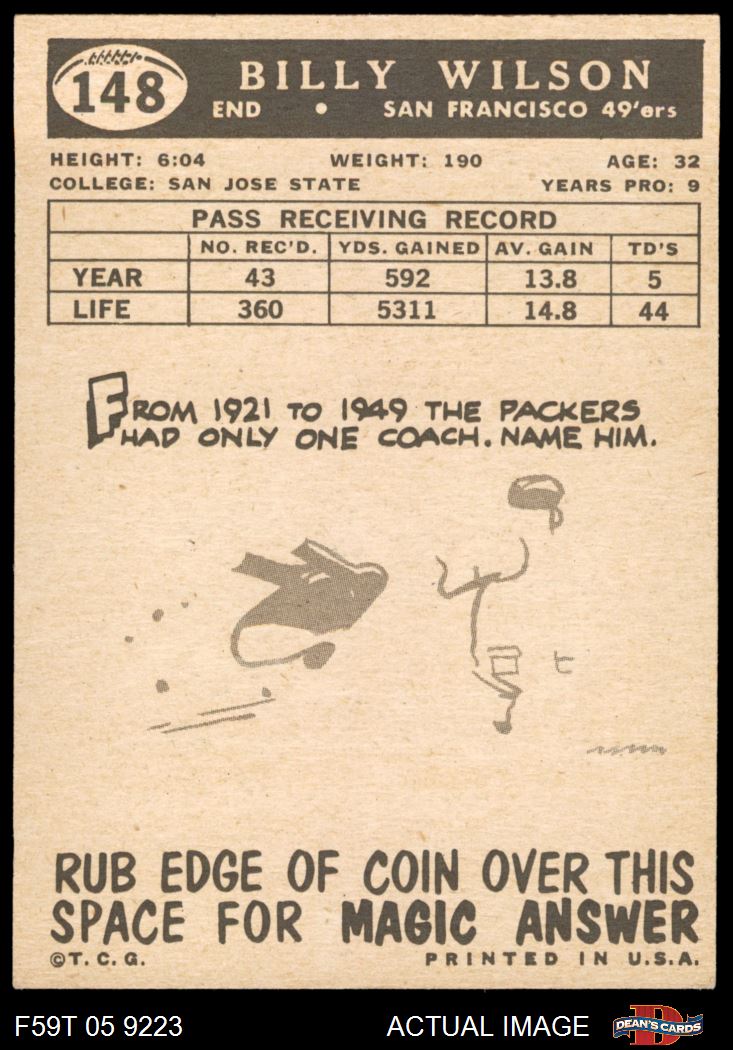 148
BILLY WILSON
END • SAN FRANCISCO 49'ers
HEIGHT: 6:04 WEIGHT: 190 AGE: 32
COLLEGE: SAN JOSE STATE YEARS PRO: 9
PASS RECEIVING RECORD
NO. REC'D. YDS. GAINED AV. GAIN TD'S
YEAR 43 592 13.8 5
LIFE 360 5311 14.8 44
FROM 1921 TO 1949 THE PACKERS
HAD ONLY ONE COACH. NAME HIM.
RUB EDGE OF COIN OVER THIS
SPACE FOR MAGIC ANSWER
©T.C.G. PRINTED IN U.S.A.
F59T 05 9223 ACTUAL IMAGE D DEAN'S CARDS